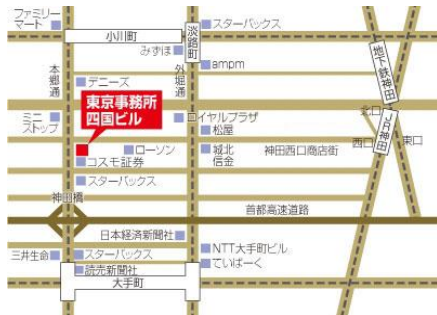 ファミリー
マート
小川町
淡路町
スターバックス
みずほ
ampm
本郷通
外堀通
地下鉄神田
デニーズ
東京事務所
四国ビル
ミニ
ストップ
ロイヤルプラザ
松屋
北口
JR神田
西口
東口
ローソン
城北
信金
神田西口商店街
コスモ証券
スターバックス
神田橋
首都高速道路
日本経済新聞社
三井生命
スターバックス
NTT大手町ビル
ていぱーく
読売新聞社
大手町